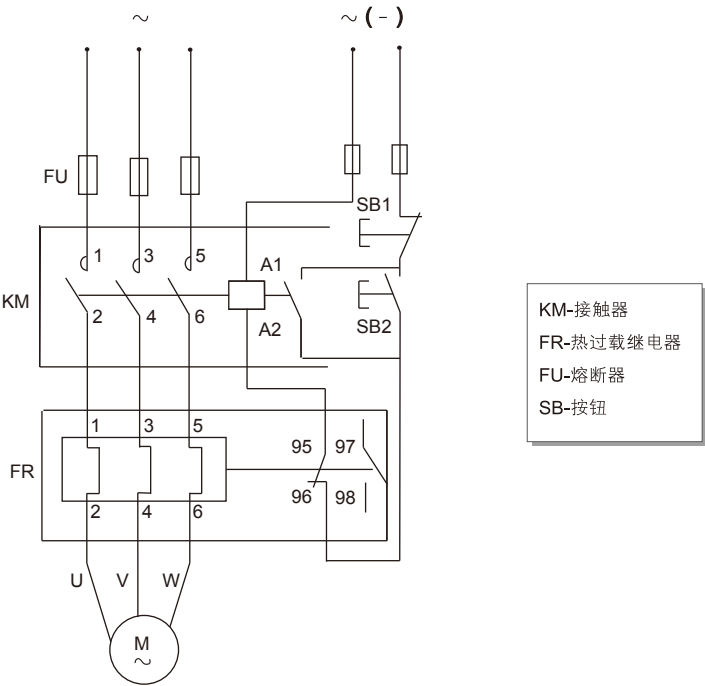 ～ ～(-)
FU
SB1
1 3 5
A1
KM
2 4 6
A2 SB2
1 3 5
95 97
FR
96 98
2 4 6
U V W
M
～
KM-接触器
FR-热过载继电器
FU-熔断器
SB-按钮